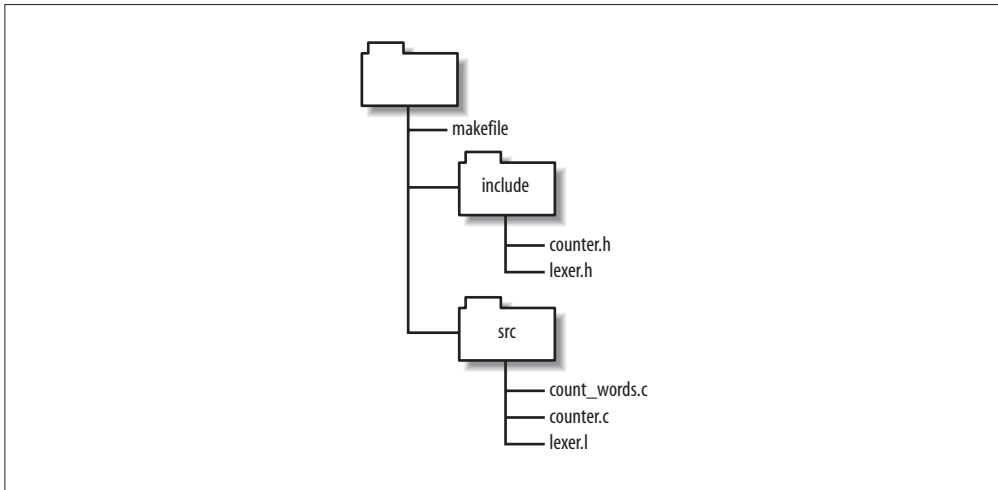 makefile
include
counter.h
lexer.h
src
count_words.c
counter.c
lexer.l